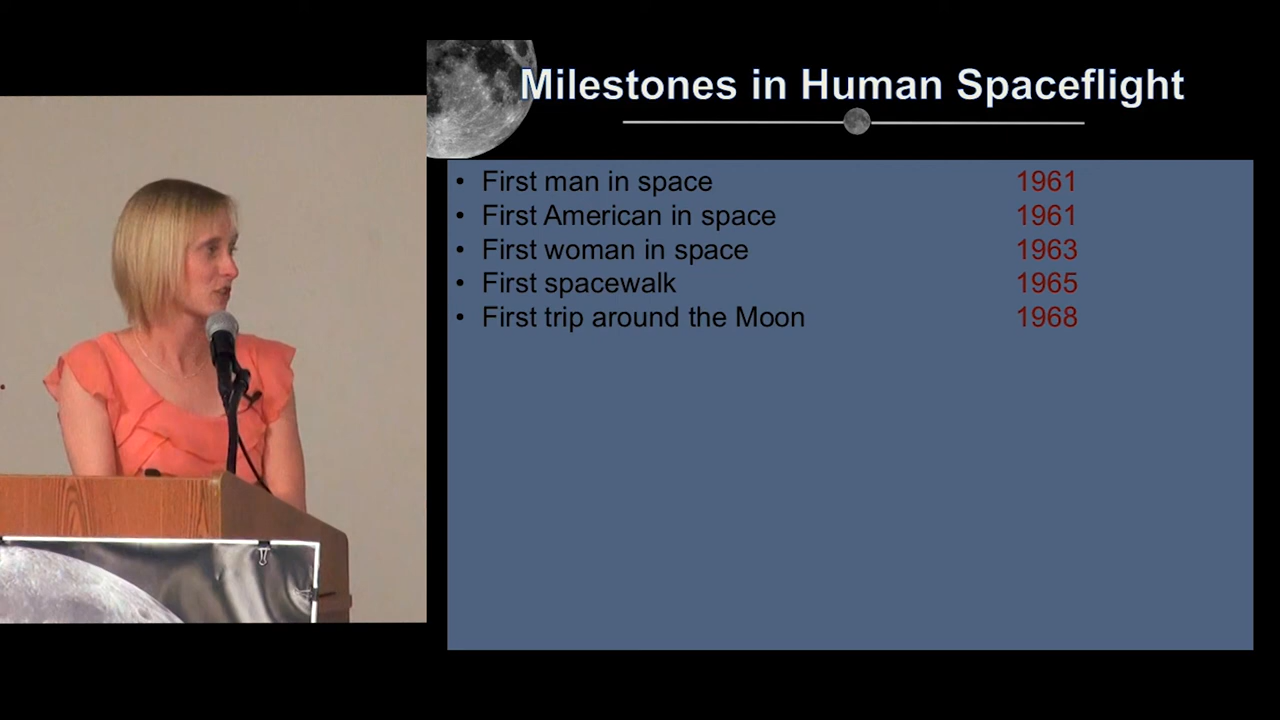 Milestones in Human Spaceflight
• First man in space 1961
• First American in space 1961
• First woman in space 1963
• First spacewalk 1965
• First trip around the Moon 1968